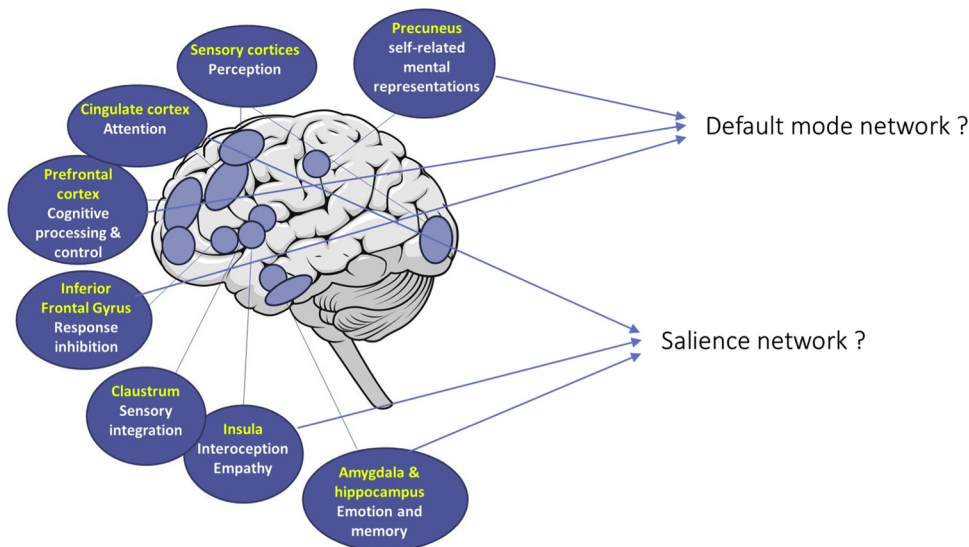 Sensory cortices
Perception
Precuneus
self-related
mental
representations
Cingulate cortex
Attention
Default mode network ?
Prefrontal
cortex
Cognitive
processing &
control
Inferior
Frontal Gyrus
Response
inhibition
Salience network ?
Claustrum
Sensory
integration
Insula
Interoception
Empathy
Amygdala &
hippocampus
Emotion and
memory